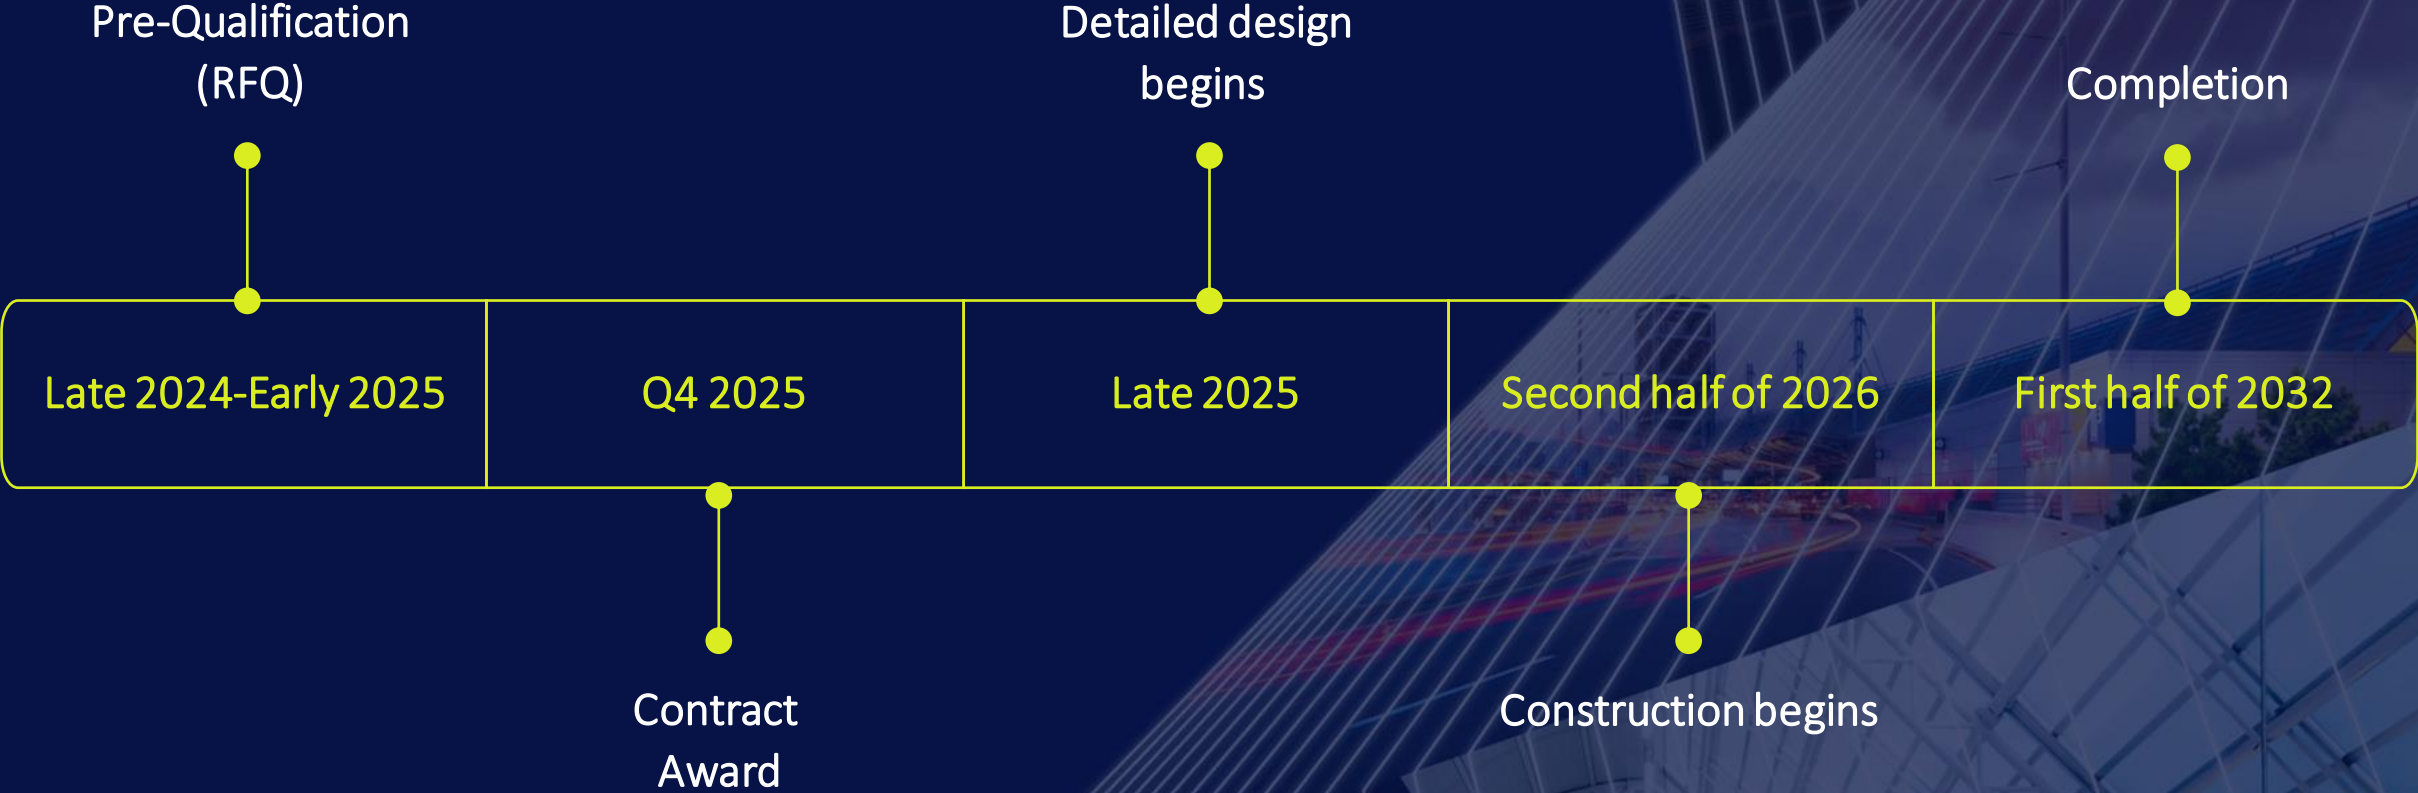 Pre-Qualification
(RFQ)
Detailed design
begins
Completion
Late 2024-Early 2025
Q4 2025
Late 2025
Second half of 2026
First half of 2032
Contract
Award
Construction begins